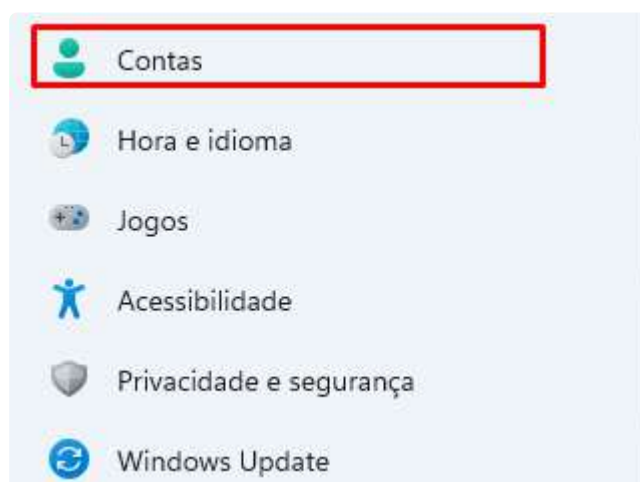 Contas
Hora e idioma
Jogos
Acessibilidade
Privacidade e segurança
Windows Update